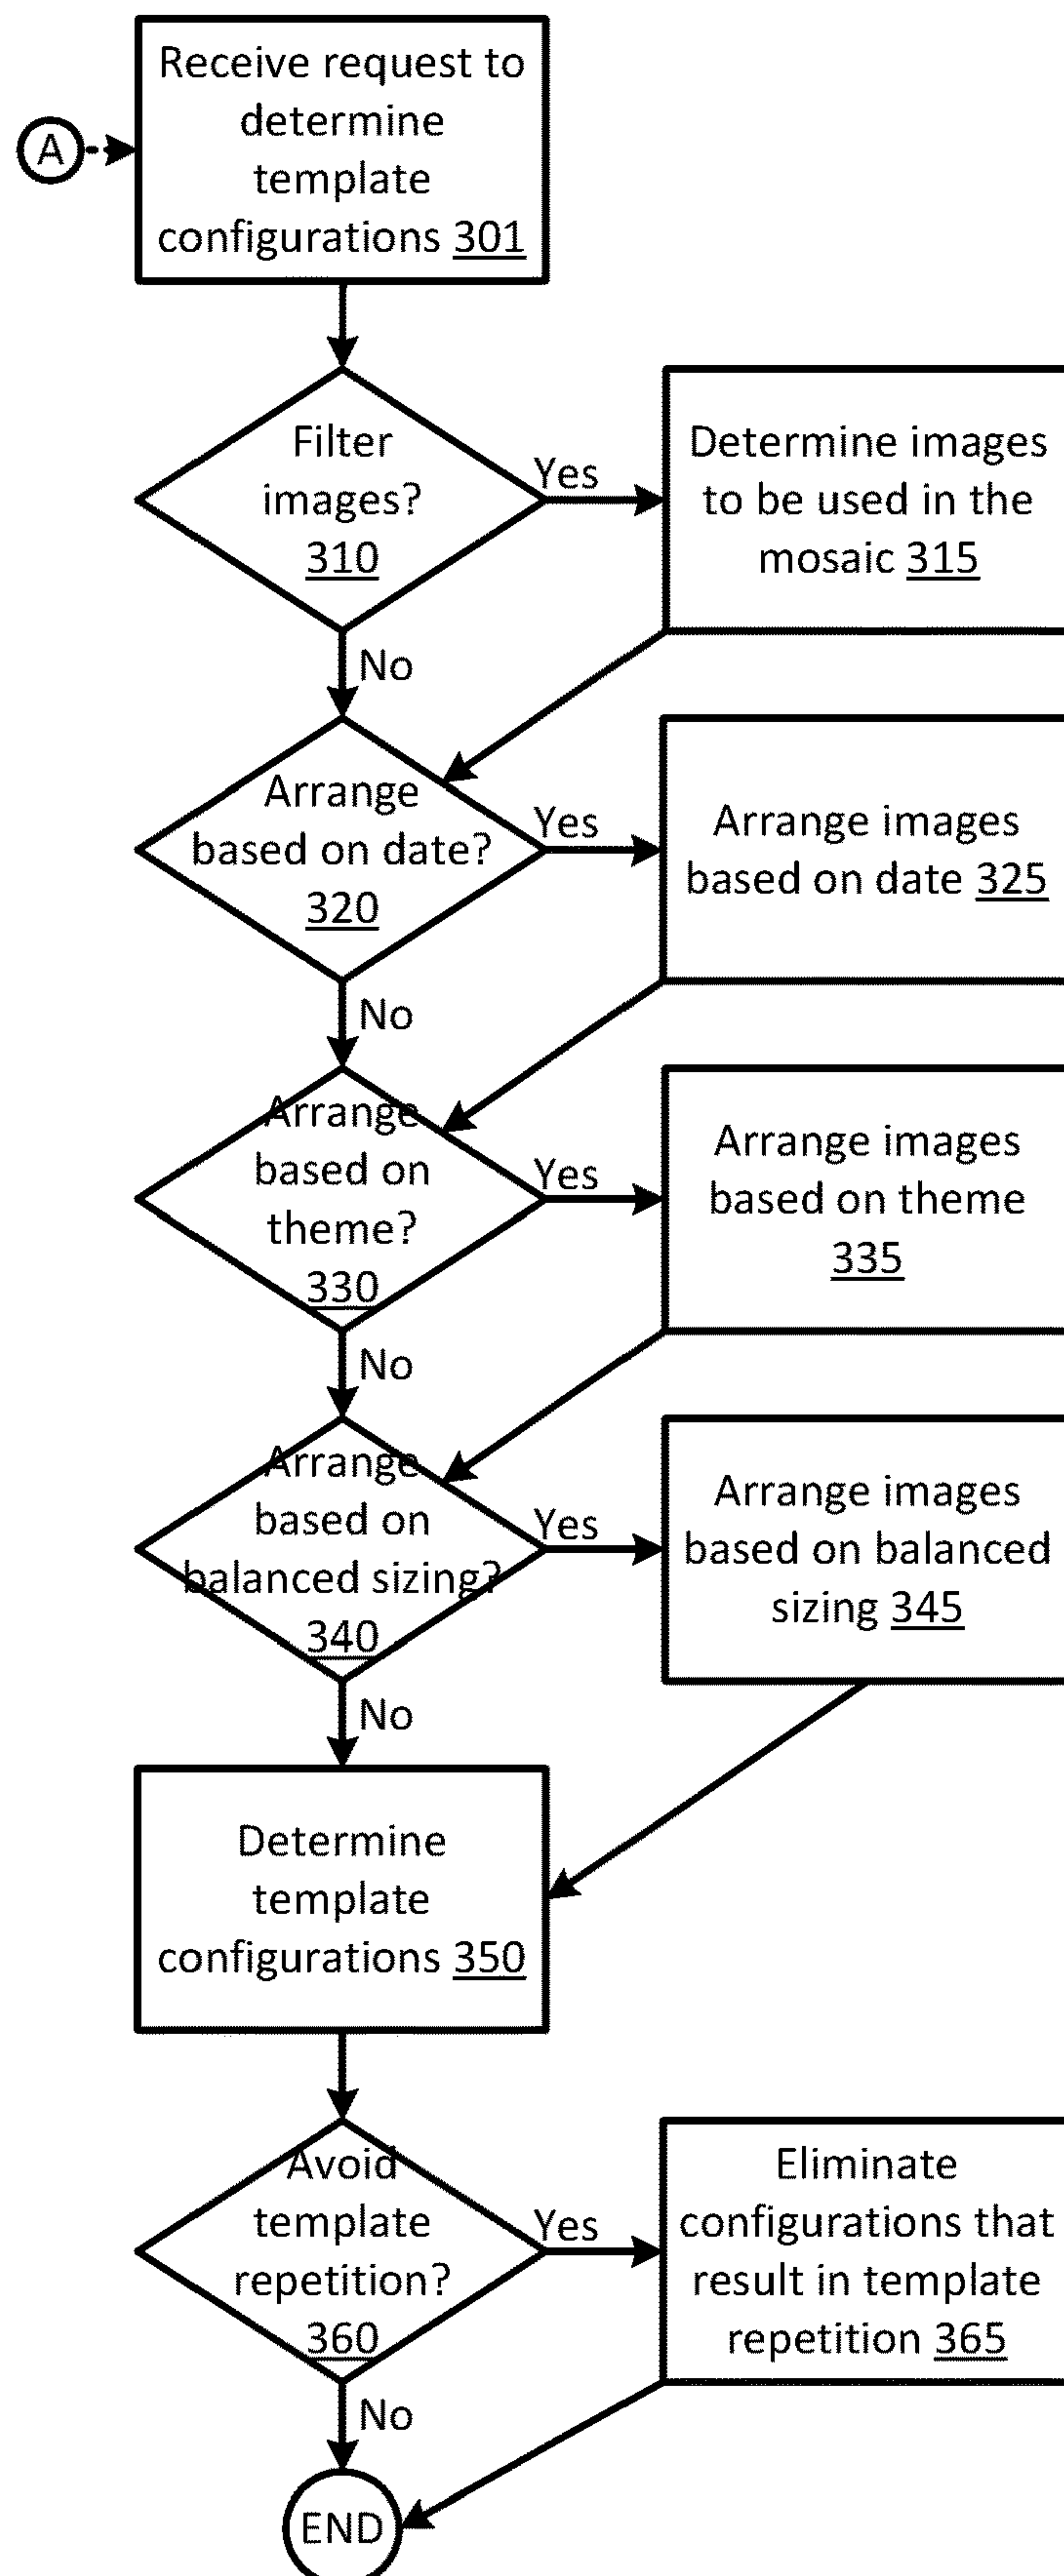 Receive request to
determine
template
configurations 301
A
Filter
images?
310
Yes
Determine images
to be used in the
mosaic 315
No
Arrange
based on date?
320
Yes
Arrange images
based on date 325
No
Arrange
based on
theme?
330
Yes
Arrange images
based on theme
335
No
Arrange
based on
balanced sizing?
340
Yes
Arrange images
based on balanced
sizing 345
No
Determine
template
configurations 350
Avoid
template
repetition?
360
Yes
Eliminate
configurations that
result in template
repetition 365
No
END